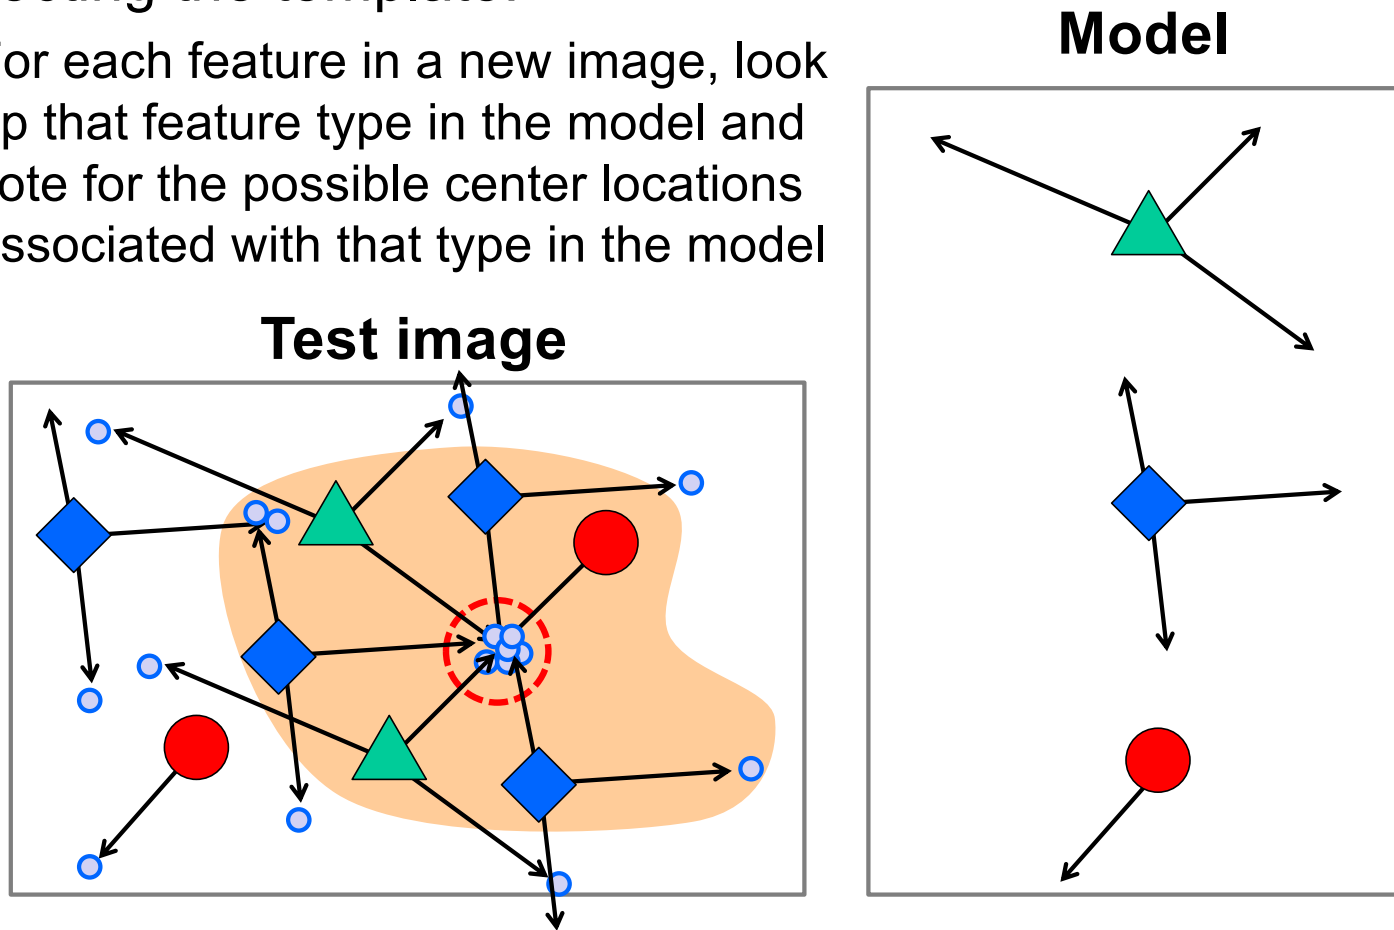 for each feature in a new image, look
p that feature type in the model and
ote for the possible center locations
ssociated with that type in the model
Model
Test image